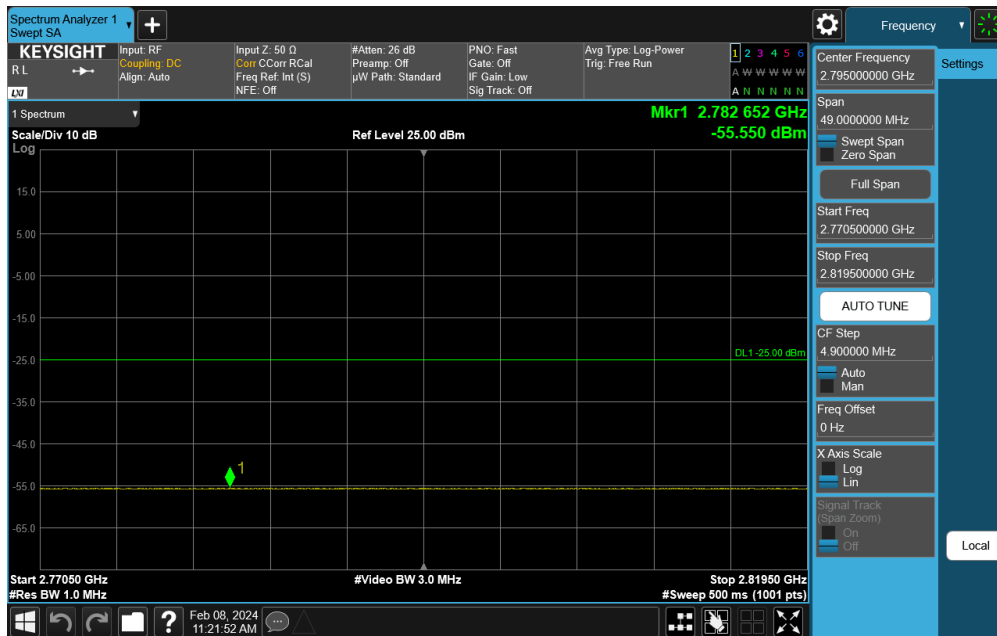 Spectrum Analyzer 1
Swept SA
KEYSIGHT
R L
LXI
Input: RF
Coupling: DC
Align: Auto
Input Z: 50 Ω
Corr CCorr RCal
Freq Ref: Int (S)
NFE: Off
#Atten: 26 dB
Preamp: Off
µW Path: Standard
PNO: Fast
Gate: Off
IF Gain: Low
Sig Track: Off
Avg Type: Log-Power
Trig: Free Run
1 2 3 4 5 6
A W W W W W
A N N N N N
1 Spectrum
Scale/Div 10 dB
Log
Ref Level 25.00 dBm
Mkr1 2.782 652 GHz
-55.550 dBm
15.0
5.00
-5.00
-15.0
-25.0
-35.0
-45.0
-55.0
-65.0
DL1 -25.00 dBm
1
Start 2.77050 GHz
#Res BW 1.0 MHz
#Video BW 3.0 MHz
Stop 2.81950 GHz
#Sweep 500 ms (1001 pts)
Frequency
Settings
Center Frequency
2.795000000 GHz
Span
49.0000000 MHz
Swept Span
Zero Span
Full Span
Start Freq
2.770500000 GHz
Stop Freq
2.819500000 GHz
AUTO TUNE
CF Step
4.900000 MHz
Auto
Man
Freq Offset
0 Hz
X Axis Scale
Log
Lin
Signal Track
(Span Zoom)
On
Off
Local
?
Feb 08, 2024
11:21:52 AM